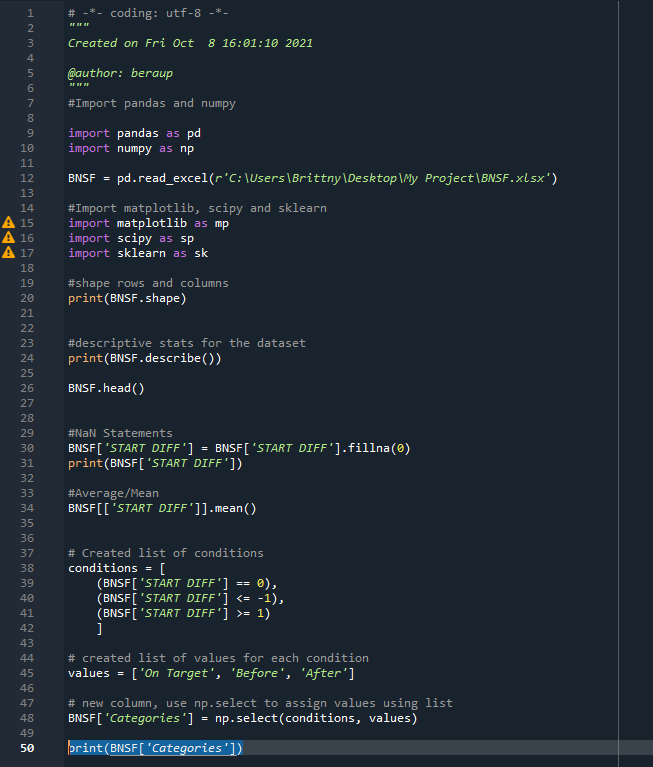 1 # -*- coding: utf-8 -*-
2 """
3 Created on Fri Oct  8 16:01:10 2021
4
5 @author: beraup
6 """
7 #Import pandas and numpy
8
9 import pandas as pd
10 import numpy as np
11
12 BNSF = pd.read_excel(r'C:\Users\Brittny\Desktop\My Project\BNSF.xlsx')
13
14 #Import matplotlib, scipy and sklearn
15 import matplotlib as mp
16 import scipy as sp
17 import sklearn as sk
18
19 #shape rows and columns
20 print(BNSF.shape)
21
22
23 #descriptive stats for the dataset
24 print(BNSF.describe())
25
26 BNSF.head()
27
28
29 #NaN Statements
30 BNSF['START DIFF'] = BNSF['START DIFF'].fillna(0)
31 print(BNSF['START DIFF'])
32
33 #Average/Mean
34 BNSF[['START DIFF']].mean()
35
36
37 # Created list of conditions
38 conditions = [
39     (BNSF['START DIFF'] == 0),
40     (BNSF['START DIFF'] <= -1),
41     (BNSF['START DIFF'] >= 1)
42     ]
43
44 # created list of values for each condition
45 values = ['On Target', 'Before', 'After']
46
47 # new column, use np.select to assign values using list
48 BNSF['Categories'] = np.select(conditions, values)
49
50 print(BNSF['Categories'])